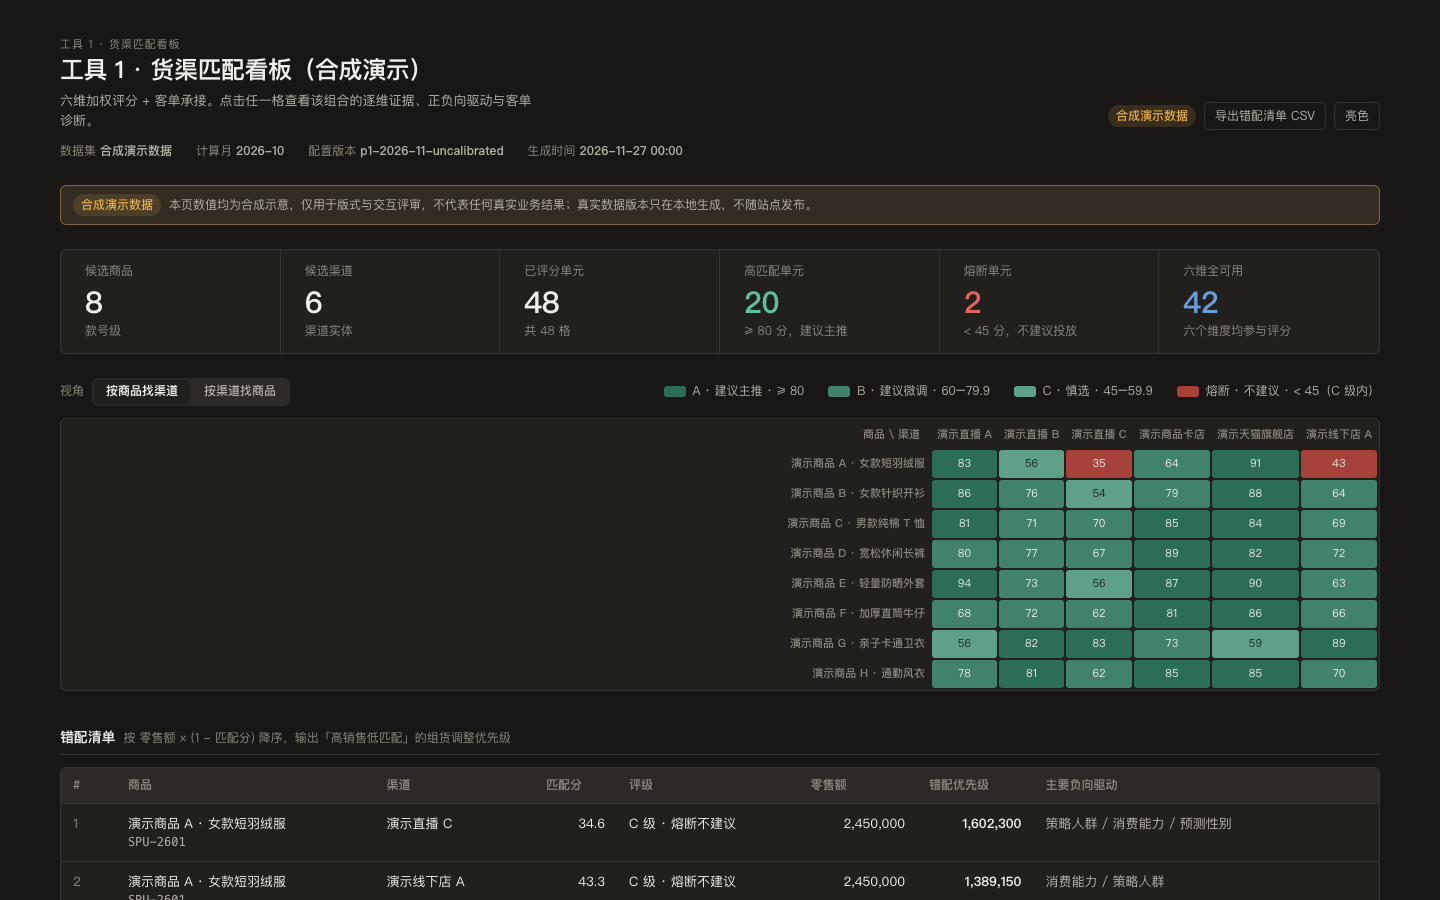 工具 1 · 货渠匹配看板
工具 1 · 货渠匹配看板（合成演示）
六维加权评分 + 客单承接。点击任一格查看该组合的逐维证据、正负向驱动与客单
诊断。
合成演示数据 导出错配清单 CSV 亮色
数据集 合成演示数据 计算月 2026-10 配置版本 p1-2026-11-uncalibrated 生成时间 2026-11-27 00:00
合成演示数据 本页数值均为合成示意，仅用于版式与交互评审，不代表任何真实业务结果；真实数据版本只在本地生成，不随站点发布。
候选商品 候选渠道 已评分单元 高匹配单元 熔断单元 六维全可用
8 6 48 20 2 42
款号级 渠道实体 共 48 格 ≥ 80 分，建议主推 < 45 分，不建议投放 六个维度均参与评分
视角 按商品找渠道 按渠道找商品 A · 建议主推 · ≥ 80 B · 建议微调 · 60–79.9 C · 慎选 · 45–59.9 熔断 · 不建议 · < 45（C 级内）
商品 \ 渠道 演示直播 A 演示直播 B 演示直播 C 演示商品卡店 演示天猫旗舰店 演示线下店 A
演示商品 A · 女款短羽绒服 83 56 35 64 91 43
演示商品 B · 女款针织开衫 86 76 54 79 88 64
演示商品 C · 男款纯棉 T 恤 81 71 70 85 84 69
演示商品 D · 宽松休闲长裤 80 77 67 89 82 72
演示商品 E · 轻量防晒外套 94 73 56 87 90 63
演示商品 F · 加厚直筒牛仔 68 72 62 81 86 66
演示商品 G · 亲子卡通卫衣 56 82 83 73 59 89
演示商品 H · 通勤风衣 78 81 62 85 85 70
错配清单 按 零售额 × (1 − 匹配分) 降序，输出「高销售低匹配」的组货调整优先级
# 商品 渠道 匹配分 评级 零售额 错配优先级 主要负向驱动
1 演示商品 A · 女款短羽绒服 演示直播 C 34.6 C 级 · 熔断不建议 2,450,000 1,602,300 策略人群 / 消费能力 / 预测性别
SPU-2601
2 演示商品 A · 女款短羽绒服 演示线下店 A 43.3 C 级 · 熔断不建议 2,450,000 1,389,150 消费能力 / 策略人群
SPU-2601